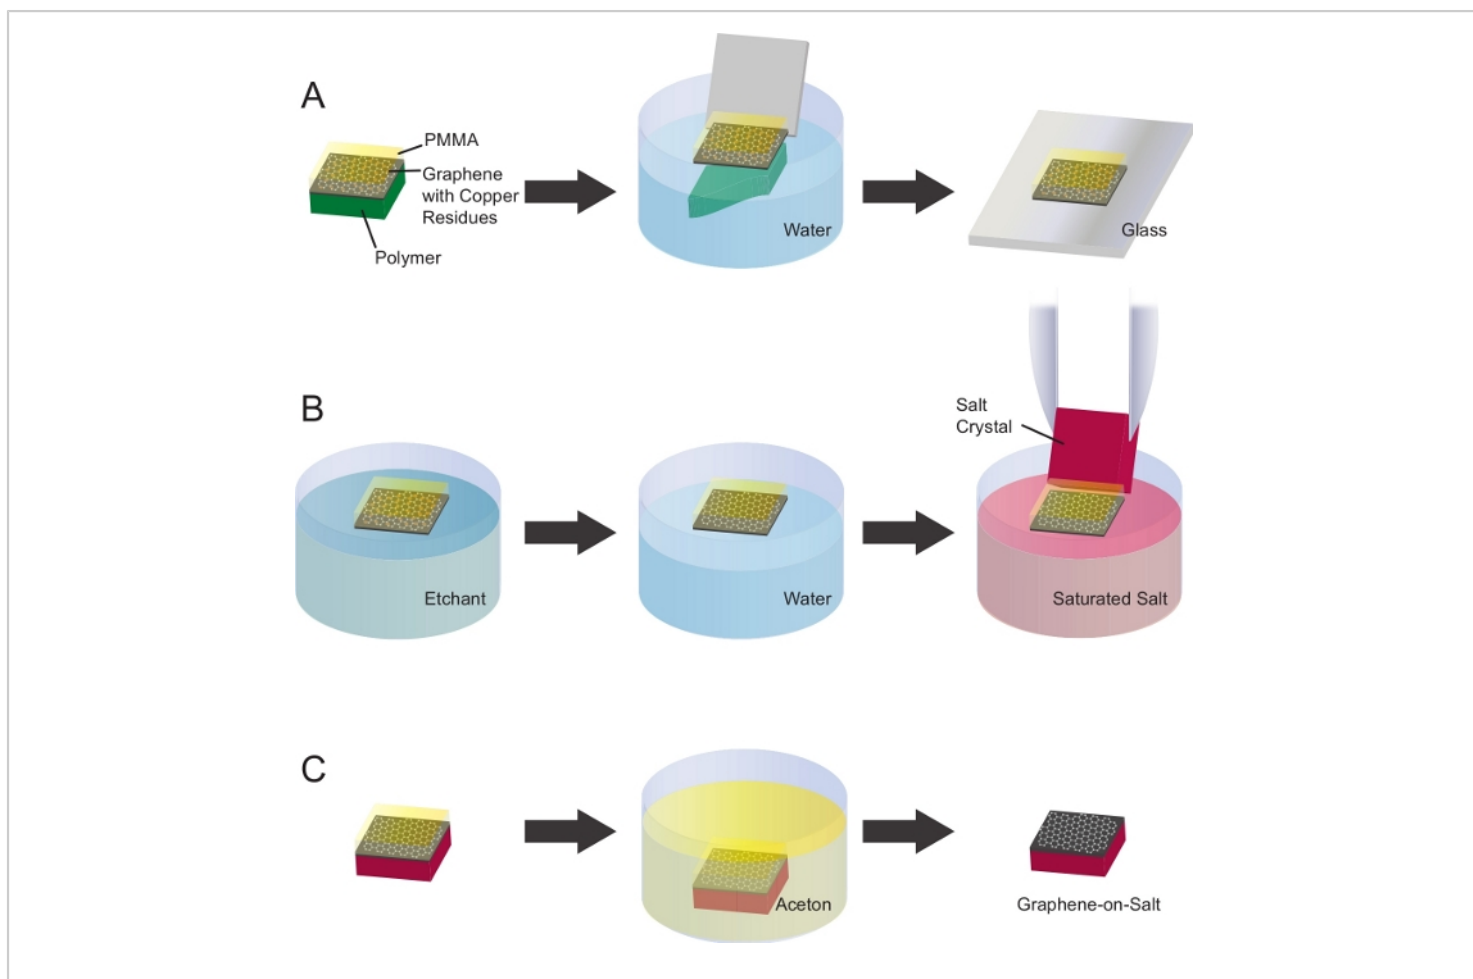 A
PMMA
Graphene
with Copper
Residues
Polymer
Water
Glass
B
Salt
Crystal
Etchant
Water
Saturated Salt
C
Aceton
Graphene-on-Salt